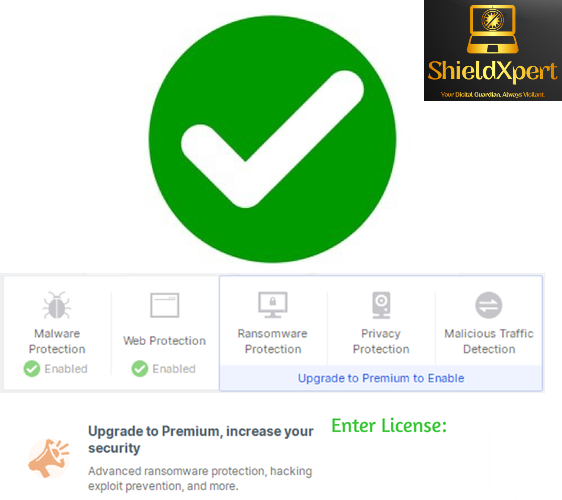 ShieldXpert
Your Digital Guardian, Always Vigilant.
Malware
Protection
Enabled
Web Protection
Enabled
Ransomware
Protection
Privacy
Protection
Malicious Traffic
Detection
Upgrade to Premium to Enable
Upgrade to Premium, increase your
security
Advanced ransomware protection, hacking
exploit prevention, and more.
Enter License: